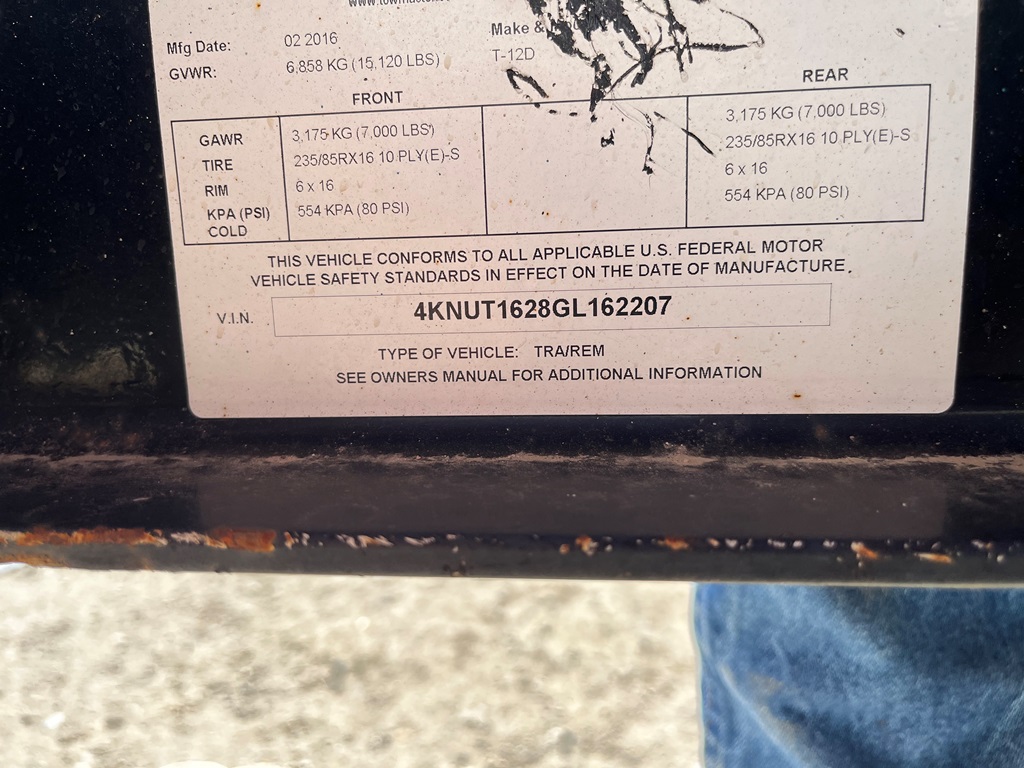 Mfg Date: 02 2016 Make &
GVWR: 6,858 KG (15,120 LBS) T-12D
FRONT REAR
GAWR 3,175 KG (7,000 LBS) 3,175 KG (7,000 LBS)
TIRE 235/85RX16 10 PLY(E)-S 235/85RX16 10 PLY(E)-S
RIM 6 x 16 6 x 16
KPA (PSI) 554 KPA (80 PSI) 554 KPA (80 PSI)
COLD
THIS VEHICLE CONFORMS TO ALL APPLICABLE U.S. FEDERAL MOTOR
VEHICLE SAFETY STANDARDS IN EFFECT ON THE DATE OF MANUFACTURE.
V.I.N. 4KNUT1628GL162207
TYPE OF VEHICLE: TRA/REM
SEE OWNERS MANUAL FOR ADDITIONAL INFORMATION